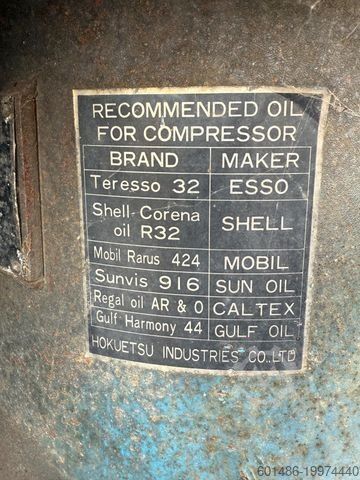 RECOMMENDED OIL
FOR COMPRESSOR
BRAND MAKER
Teresso 32 ESSO
Shell-Corena
oil R32 SHELL
Mobil Rarus 424 MOBIL
Sunvis 916 SUN OIL
Regal oil AR & O CALTEX
Gulf Harmony 44 GULF OIL
HOKUETSU INDUSTRIES CO.,LTD
601486-19974440